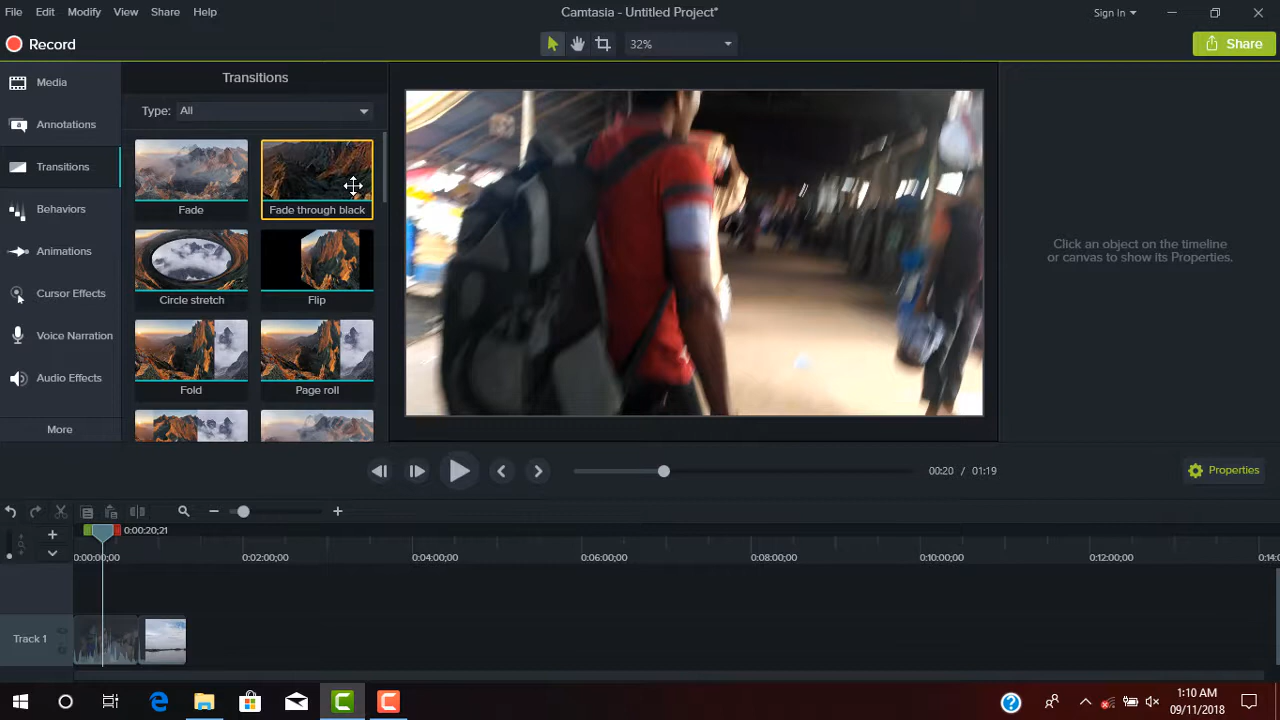 File Edit Modify View Share Help
Camtasia - Untitled Project*
Sign In
Record
32%
Share
Media
Annotations
Transitions
Behaviors
Animations
Cursor Effects
Voice Narration
Audio Effects
More
Transitions
Type: All
Fade
Fade through black
Circle stretch
Flip
Fold
Page roll
Click an object on the timeline
or canvas to show its Properties.
00:20 / 01:19
Properties
0:00:20;21
0:00:00;00 0:02:00;00 0:04:00;00 0:06:00;00 0:08:00;00 0:10:00;00 0:12:00;00 0:14:0
Track 1
1:10 AM
09/11/2018